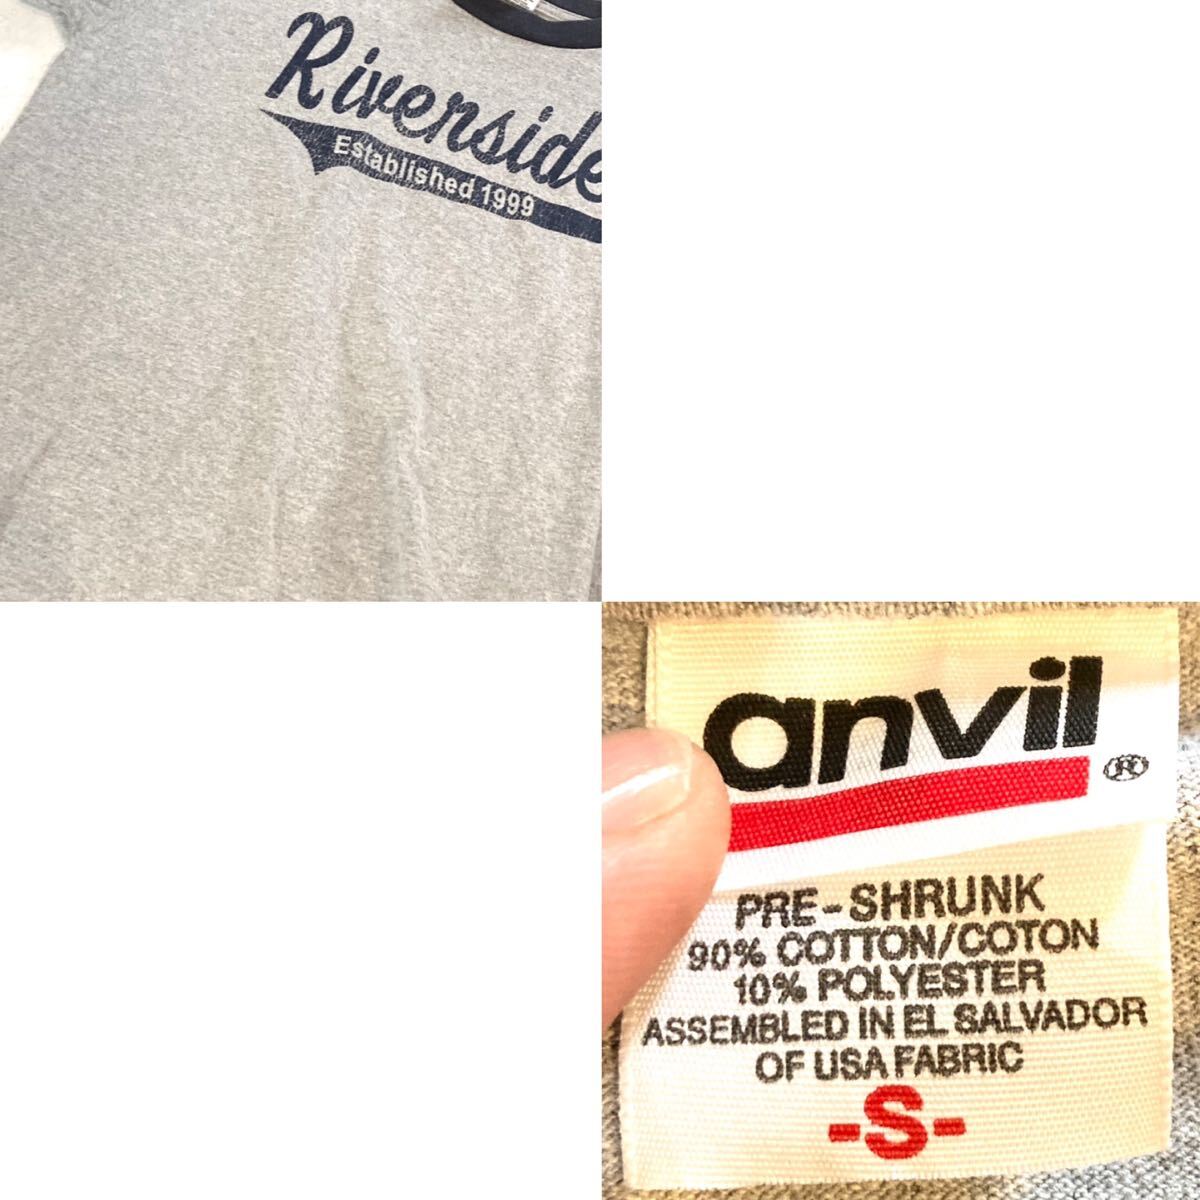 Riverside
Established 1999
anvil®
PRE-SHRUNK
90% COTTON/COTON
10% POLYESTER
ASSEMBLED IN EL SALVADOR
OF USA FABRIC
-S-